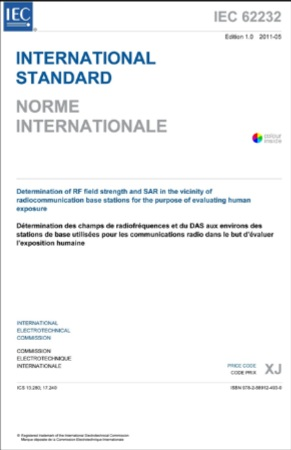 IEC
IEC 62232
Edition 1.0 2011-05
INTERNATIONAL
STANDARD
NORME
INTERNATIONALE
colour
inside
Determination of RF field strength and SAR in the vicinity of
radiocommunication base stations for the purpose of evaluating human
exposure
Détermination des champs de radiofréquences et du DAS aux environs des
stations de base utilisées pour les communications radio dans le but d'évaluer
l'exposition humaine
INTERNATIONAL
ELECTROTECHNICAL
COMMISSION
COMMISSION
ELECTROTECHNIQUE
INTERNATIONALE
PRICE CODE
CODE PRIX
XJ
ICS 13.280; 17.240
ISBN 978-2-88912-
® Registered trademark of the International Electrotechnical Commission
Marque déposée de la Commission Electrotechnique Internationale